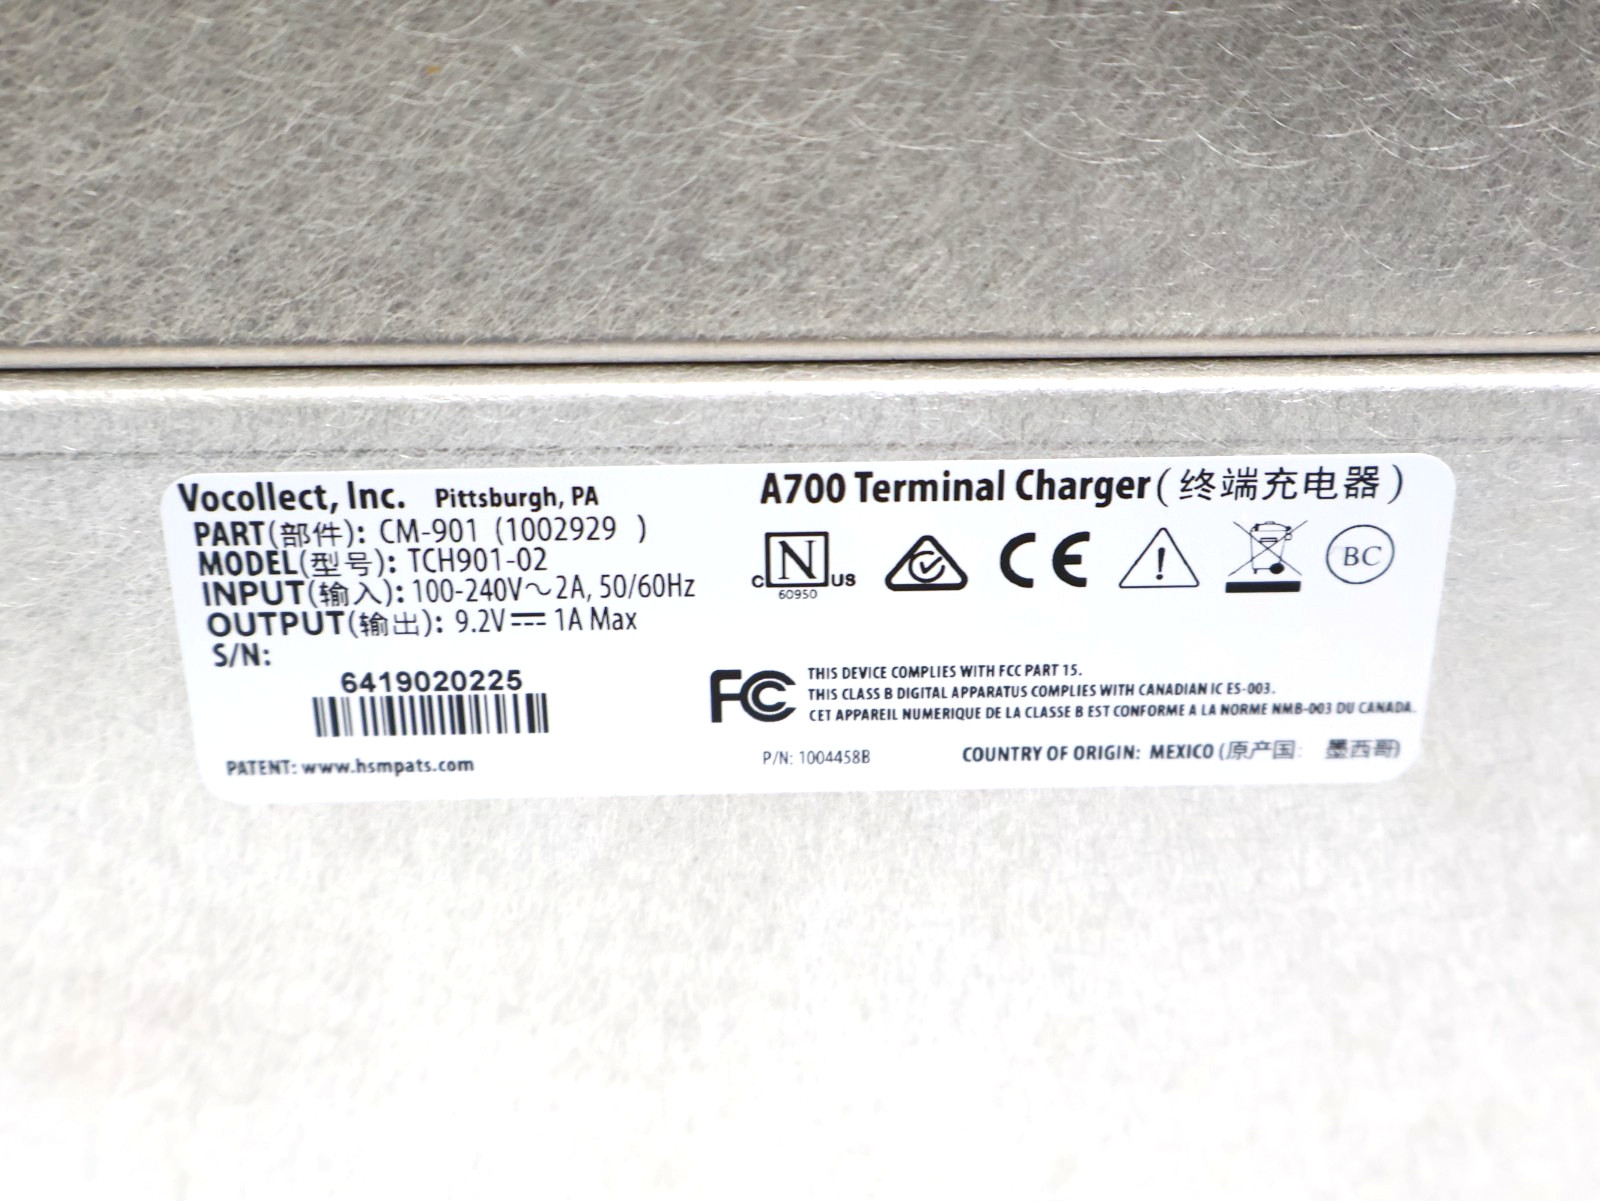 Vocollect, Inc. Pittsburgh, PA
PART(部件): CM-901 (1002929 )
MODEL(型号): TCH901-02
INPUT(输入): 100-240V～2A, 50/60Hz
OUTPUT(输出): 9.2V⎓ 1A Max
S/N:
6419020225
PATENT: www.hsmpats.com
A700 Terminal Charger(终端充电器)
C N US
60950
CE
BC
FC
THIS DEVICE COMPLIES WITH FCC PART 15.
THIS CLASS B DIGITAL APPARATUS COMPLIES WITH CANADIAN IC ES-003.
CET APPAREIL NUMERIQUE DE LA CLASSE B EST CONFORME A LA NORME NMB-003 DU CANADA.
P/N: 1004458B
COUNTRY OF ORIGIN: MEXICO (原产国: 墨西哥)